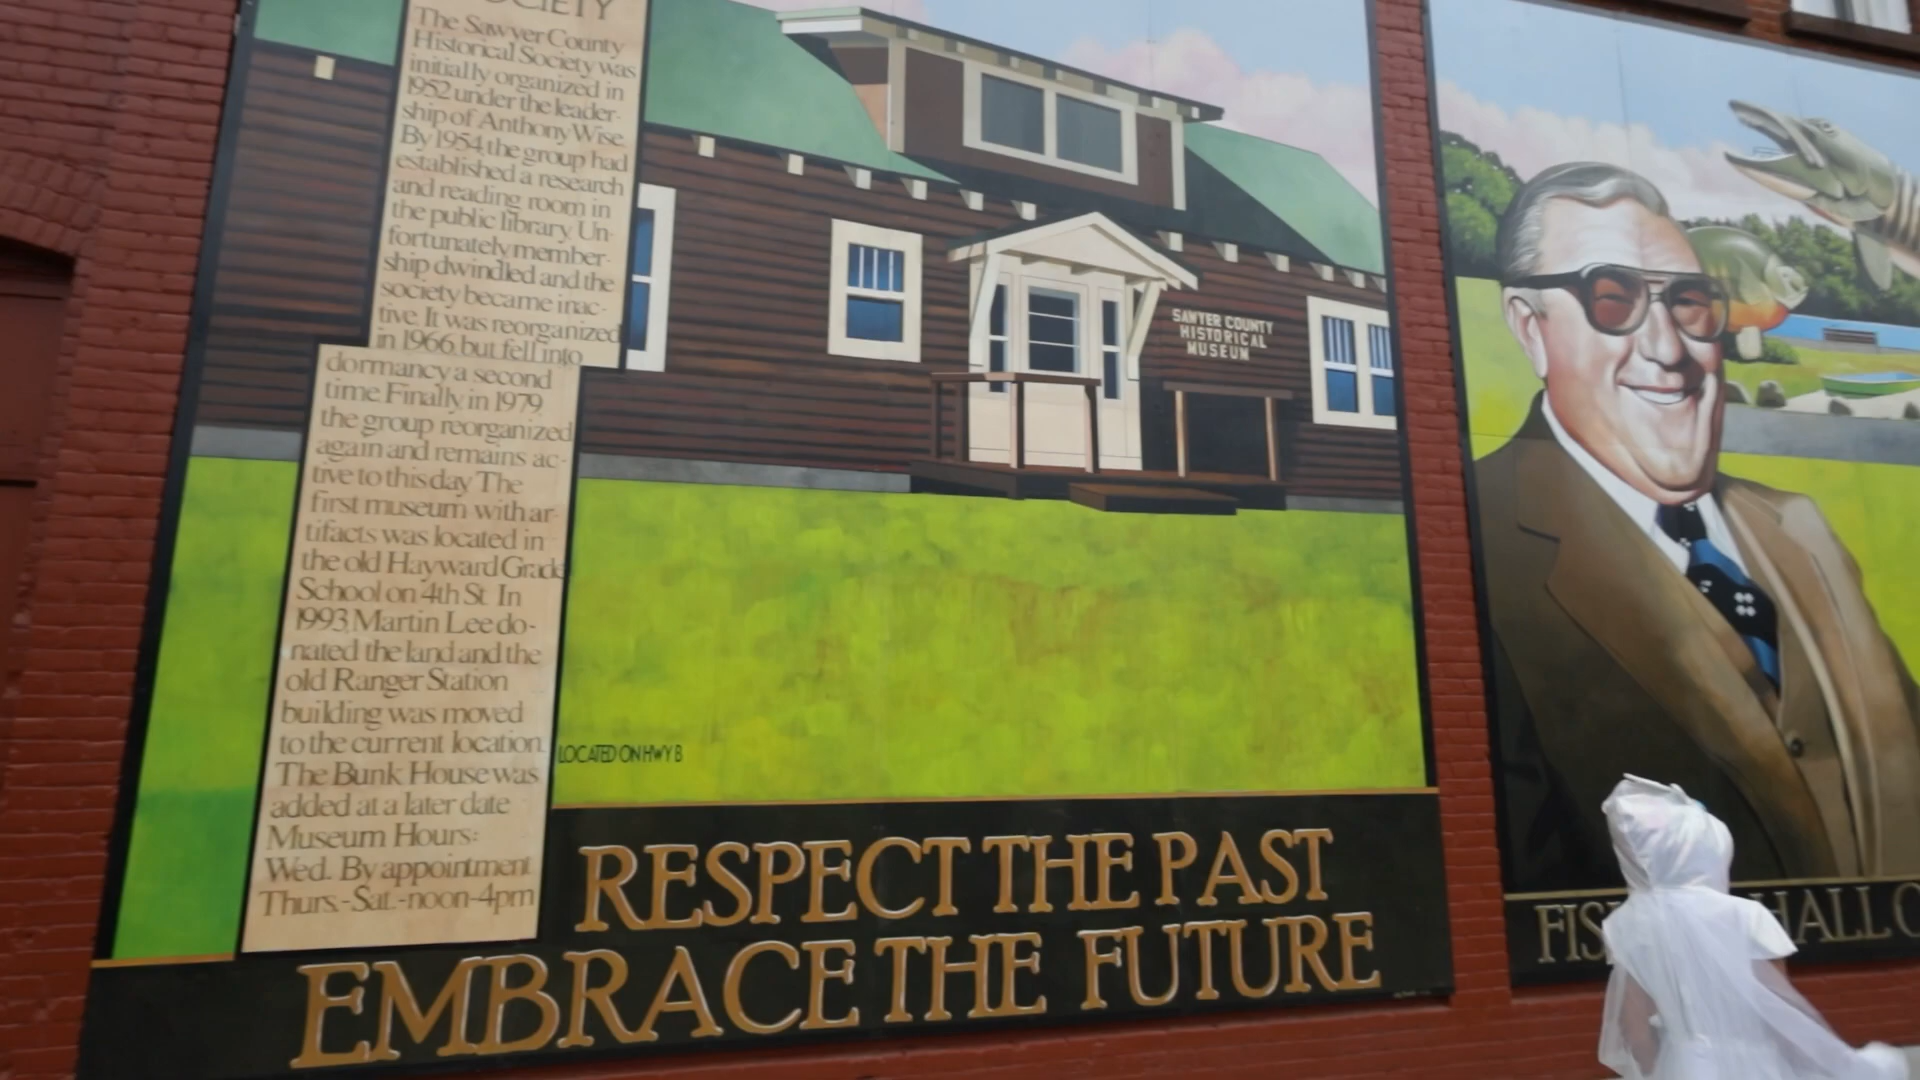 SOCIETY
The Sawyer County
Historical Society was
initially organized in
1952 under the leader-
ship of Anthony Wise.
By 1954 the group had
established a research
and reading room in
the public library. Un-
fortunately member-
ship dwindled and the
society became inac-
tive. It was reorganized
in 1966 but fell into
dormancy a second
time. Finally in 1979
the group reorganized
again and remains ac-
tive to this day. The
first museum with ar-
tifacts was located in
the old Hayward Grade
School on 4th St. In
1993 Martin Lee do-
nated the land and the
old Ranger Station
building was moved
to the current location.
The Bunk House was
added at a later date
Museum Hours:
Wed. By appointment
Thurs.-Sat.-noon-4pm
SAWYER COUNTY
HISTORICAL
MUSEUM
LOCATED ON HWY B
RESPECT THE PAST
EMBRACE THE FUTURE
FIS HALL O